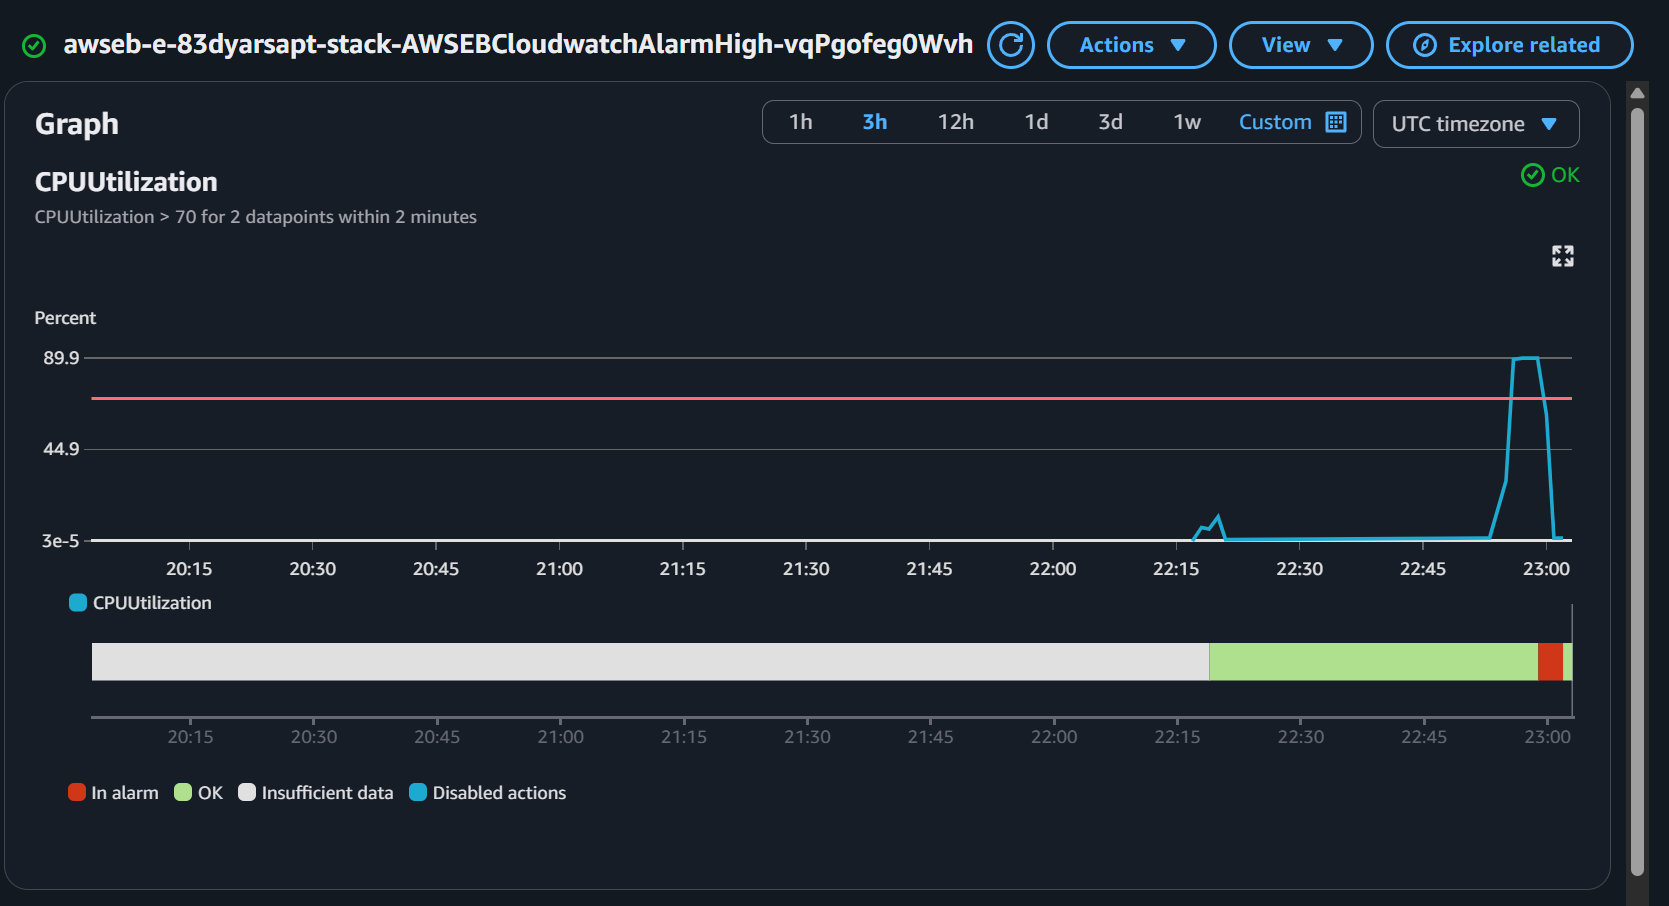 awseb-e-83dyarsapt-stack-AWSEBCloudwatchAlarmHigh-vqPgofeg0Wvh Actions View Explore related
Graph 1h 3h 12h 1d 3d 1w Custom UTC timezone
CPUUtilization OK
CPUUtilization > 70 for 2 datapoints within 2 minutes
Percent
89.9
44.9
3e-5
20:15 20:30 20:45 21:00 21:15 21:30 21:45 22:00 22:15 22:30 22:45 23:00
CPUUtilization
20:15 20:30 20:45 21:00 21:15 21:30 21:45 22:00 22:15 22:30 22:45 23:00
In alarm OK Insufficient data Disabled actions